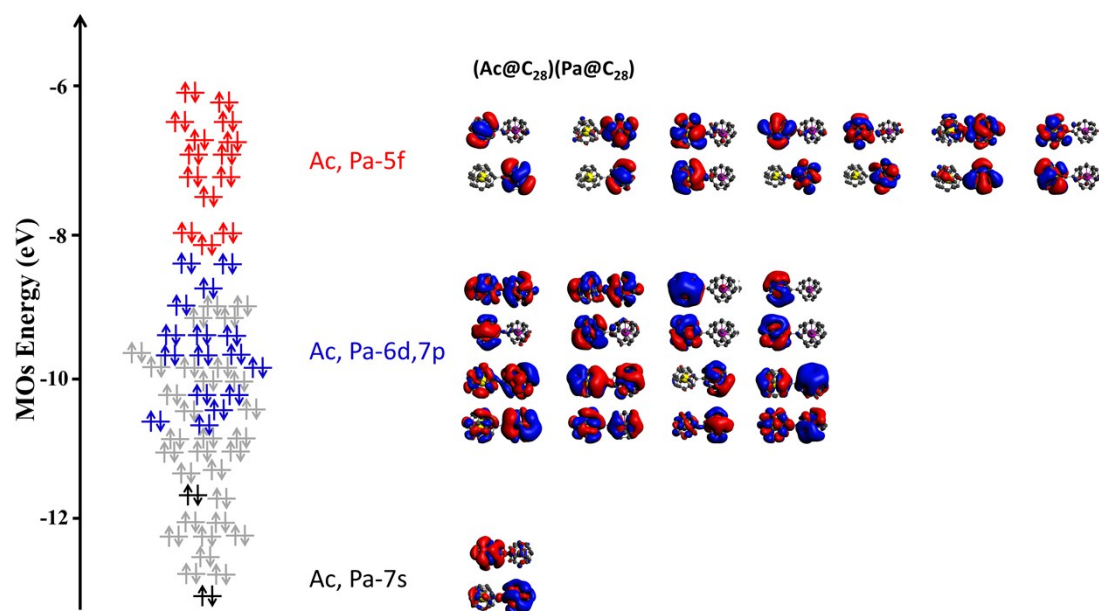 (Ac@C₂₈)(Pa@C₂₈)
-6
Ac, Pa-5f
-8
MOs Energy (eV)
Ac, Pa-6d,7p
-10
-12
Ac, Pa-7s